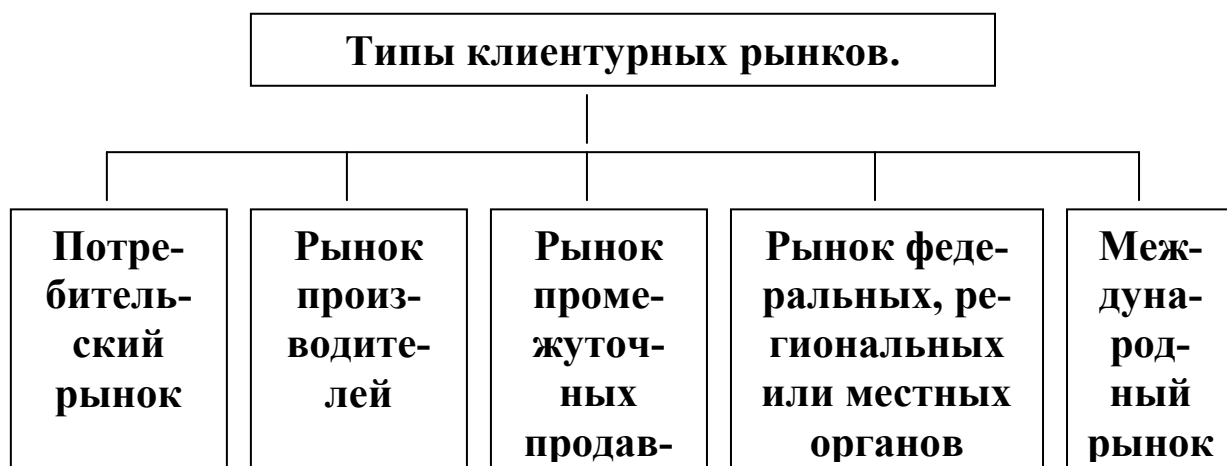 Типы клиентурных рынков.
Потре-
битель-
ский
рынок
Рынок
произ-
водите-
лей
Рынок
проме-
жуточ-
ных
продав-
Рынок феде-
ральных, ре-
гиональных
или местных
органов
Меж-
дуна-
род-
ный
рынок